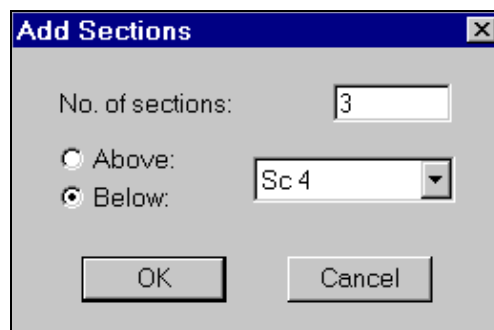 Add Sections
No. of sections: 3
Above:
Sc 4
Below:
OK Cancel